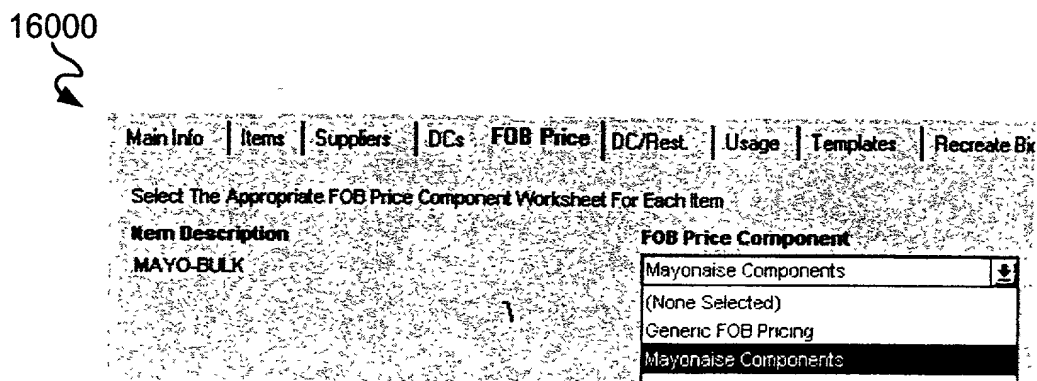 16000
Main Info Items Suppliers DCs FOB Price DC/Rest. Usage Templates Recreate
Select The Appropriate FOB Price Component Worksheet For Each Item
Item Description FOB Price Component
MAYO-BULK Mayonaise Components
(None Selected)
Generic FOB Pricing
Mayonaise Components